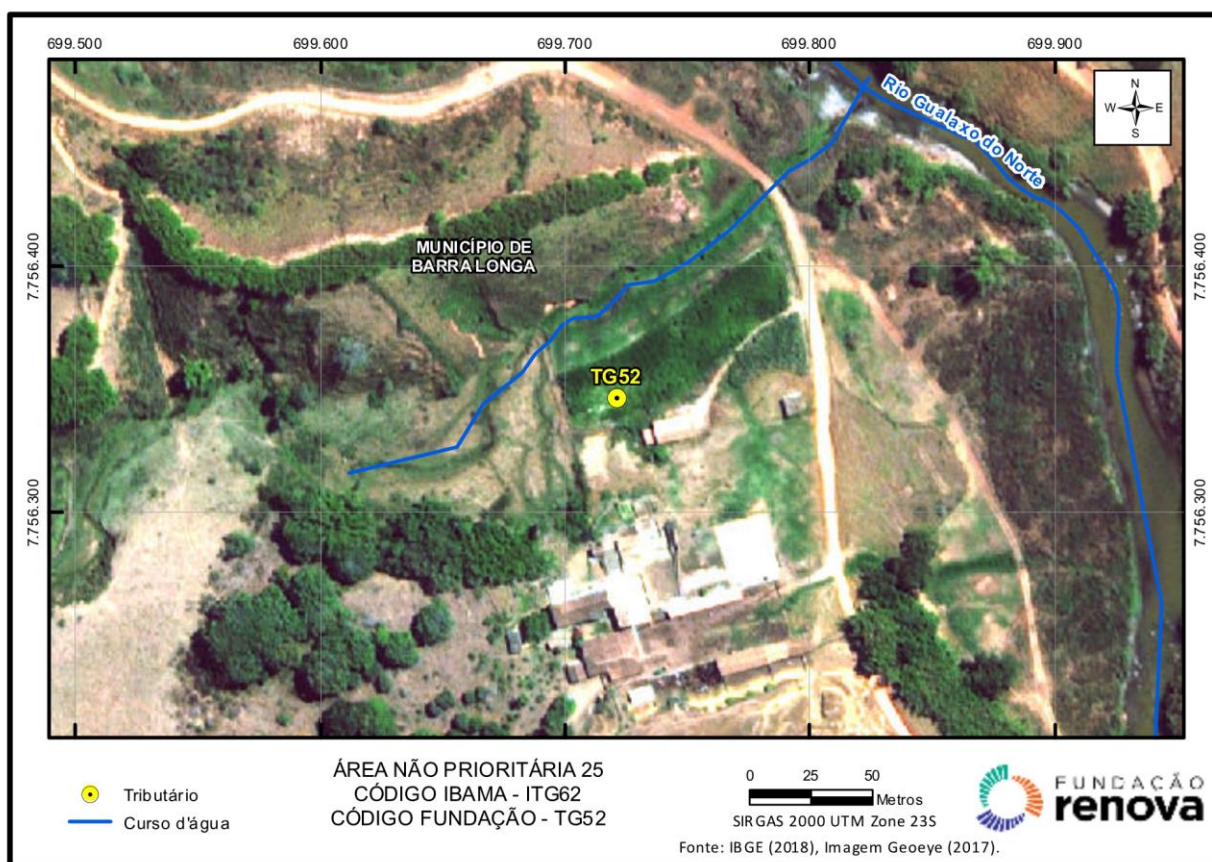 699.500 699.600 699.700 699.800 699.900
N
W E
S
Rio Gualaxo do Norte
MUNICÍPIO DE
BARRA LONGA
7.756.400 7.756.400
TG52
7.756.300 7.756.300
Tributário
Curso d'água
ÁREA NÃO PRIORITÁRIA 25
CÓDIGO IBAMA - ITG62
CÓDIGO FUNDAÇÃO - TG52
0 25 50
Metros
SIRGAS 2000 UTM Zone 23S
FUNDAÇÃO
renova
Fonte: IBGE (2018), Imagem Geoeye (2017).